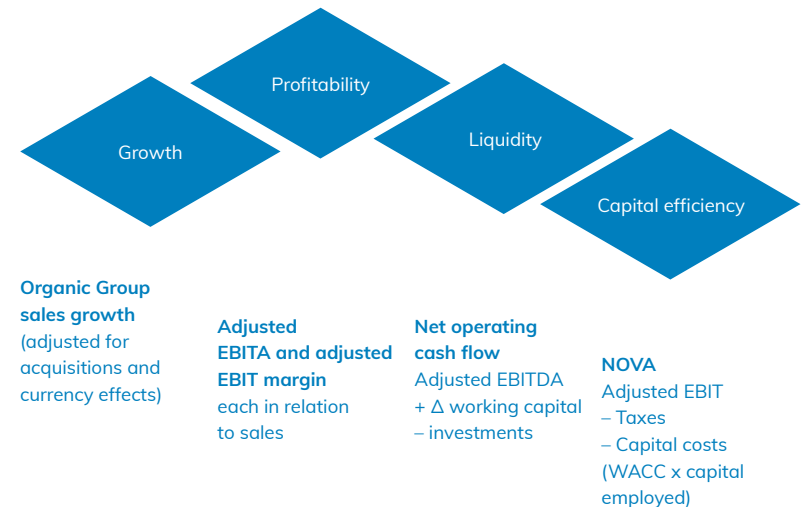 Profitability
Growth
Liquidity
Capital efficiency
Organic Group
sales growth
(adjusted for
acquisitions and
currency effects)
Adjusted
EBITA and adjusted
EBIT margin
each in relation
to sales
Net operating
cash flow
Adjusted EBITDA
+ Δ working capital
– investments
NOVA
Adjusted EBIT
– Taxes
– Capital costs
(WACC x capital
employed)